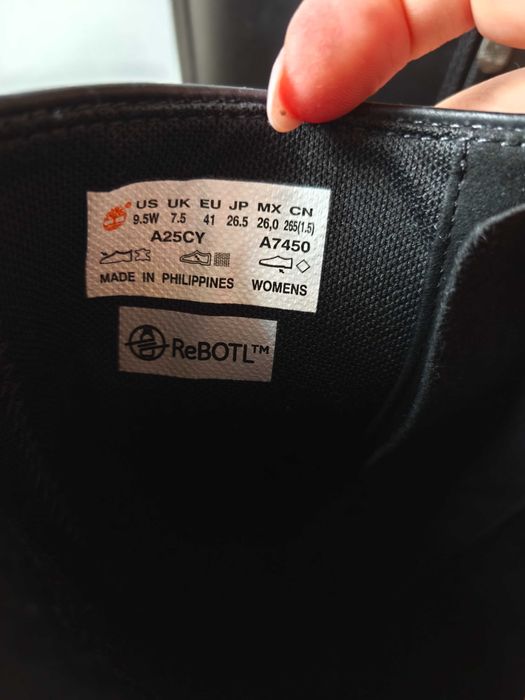 US UK EU JP MX CN
9.5W 7.5 41 26.5 26,0 265(1.5)
A25CY A7450
MADE IN PHILIPPINES WOMENS
ReBOTL™